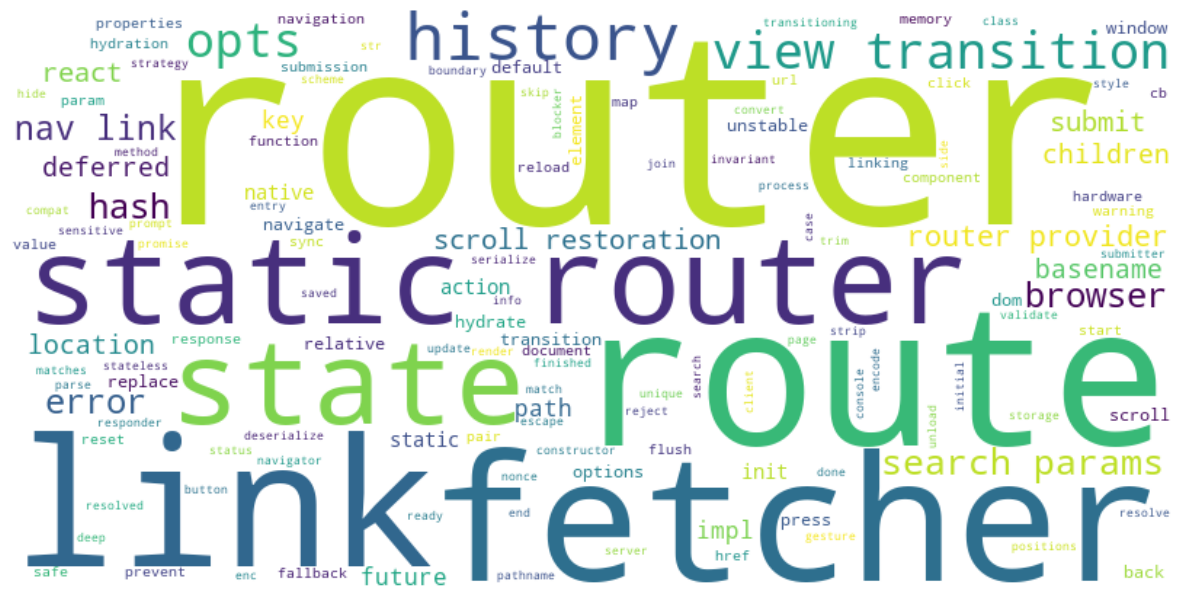 properties
navigation
transitioning
memory
class
window
hydration
opts
str
history
view transition
strategy
submission
boundary
default
react
scheme
url
click
style
hide
param
skip
map
cb
nav link
key
router
blocker
element
convert
unstable
submit
function
method
deferred
reload
join
invariant
linking
side
children
native
process
component
hash
entry
hardware
compat
prompt
navigate
case
warning
sensitive
value
promise
sync
scroll restoration
trim
router provider
submitter
static router
serialize
basename
saved
action
info
dom
browser
hydrate
validate
location
response
relative
transition
strip
start
update
render
document
page
matches
stateless
finished
parse
replace
state
route
search
client
console
encode
initial
error
match
unique
path
reject
storage
scroll
responder
escape
unload
reset
deserialize
static
pair
status
constructor
flush
navigator
link
fetcher
options
init
done
search params
nonce
button
resolved
ready
end
impl
press
resolve
deep
gesture
server
href
positions
safe
prevent
enc
fallback
future
pathname
back